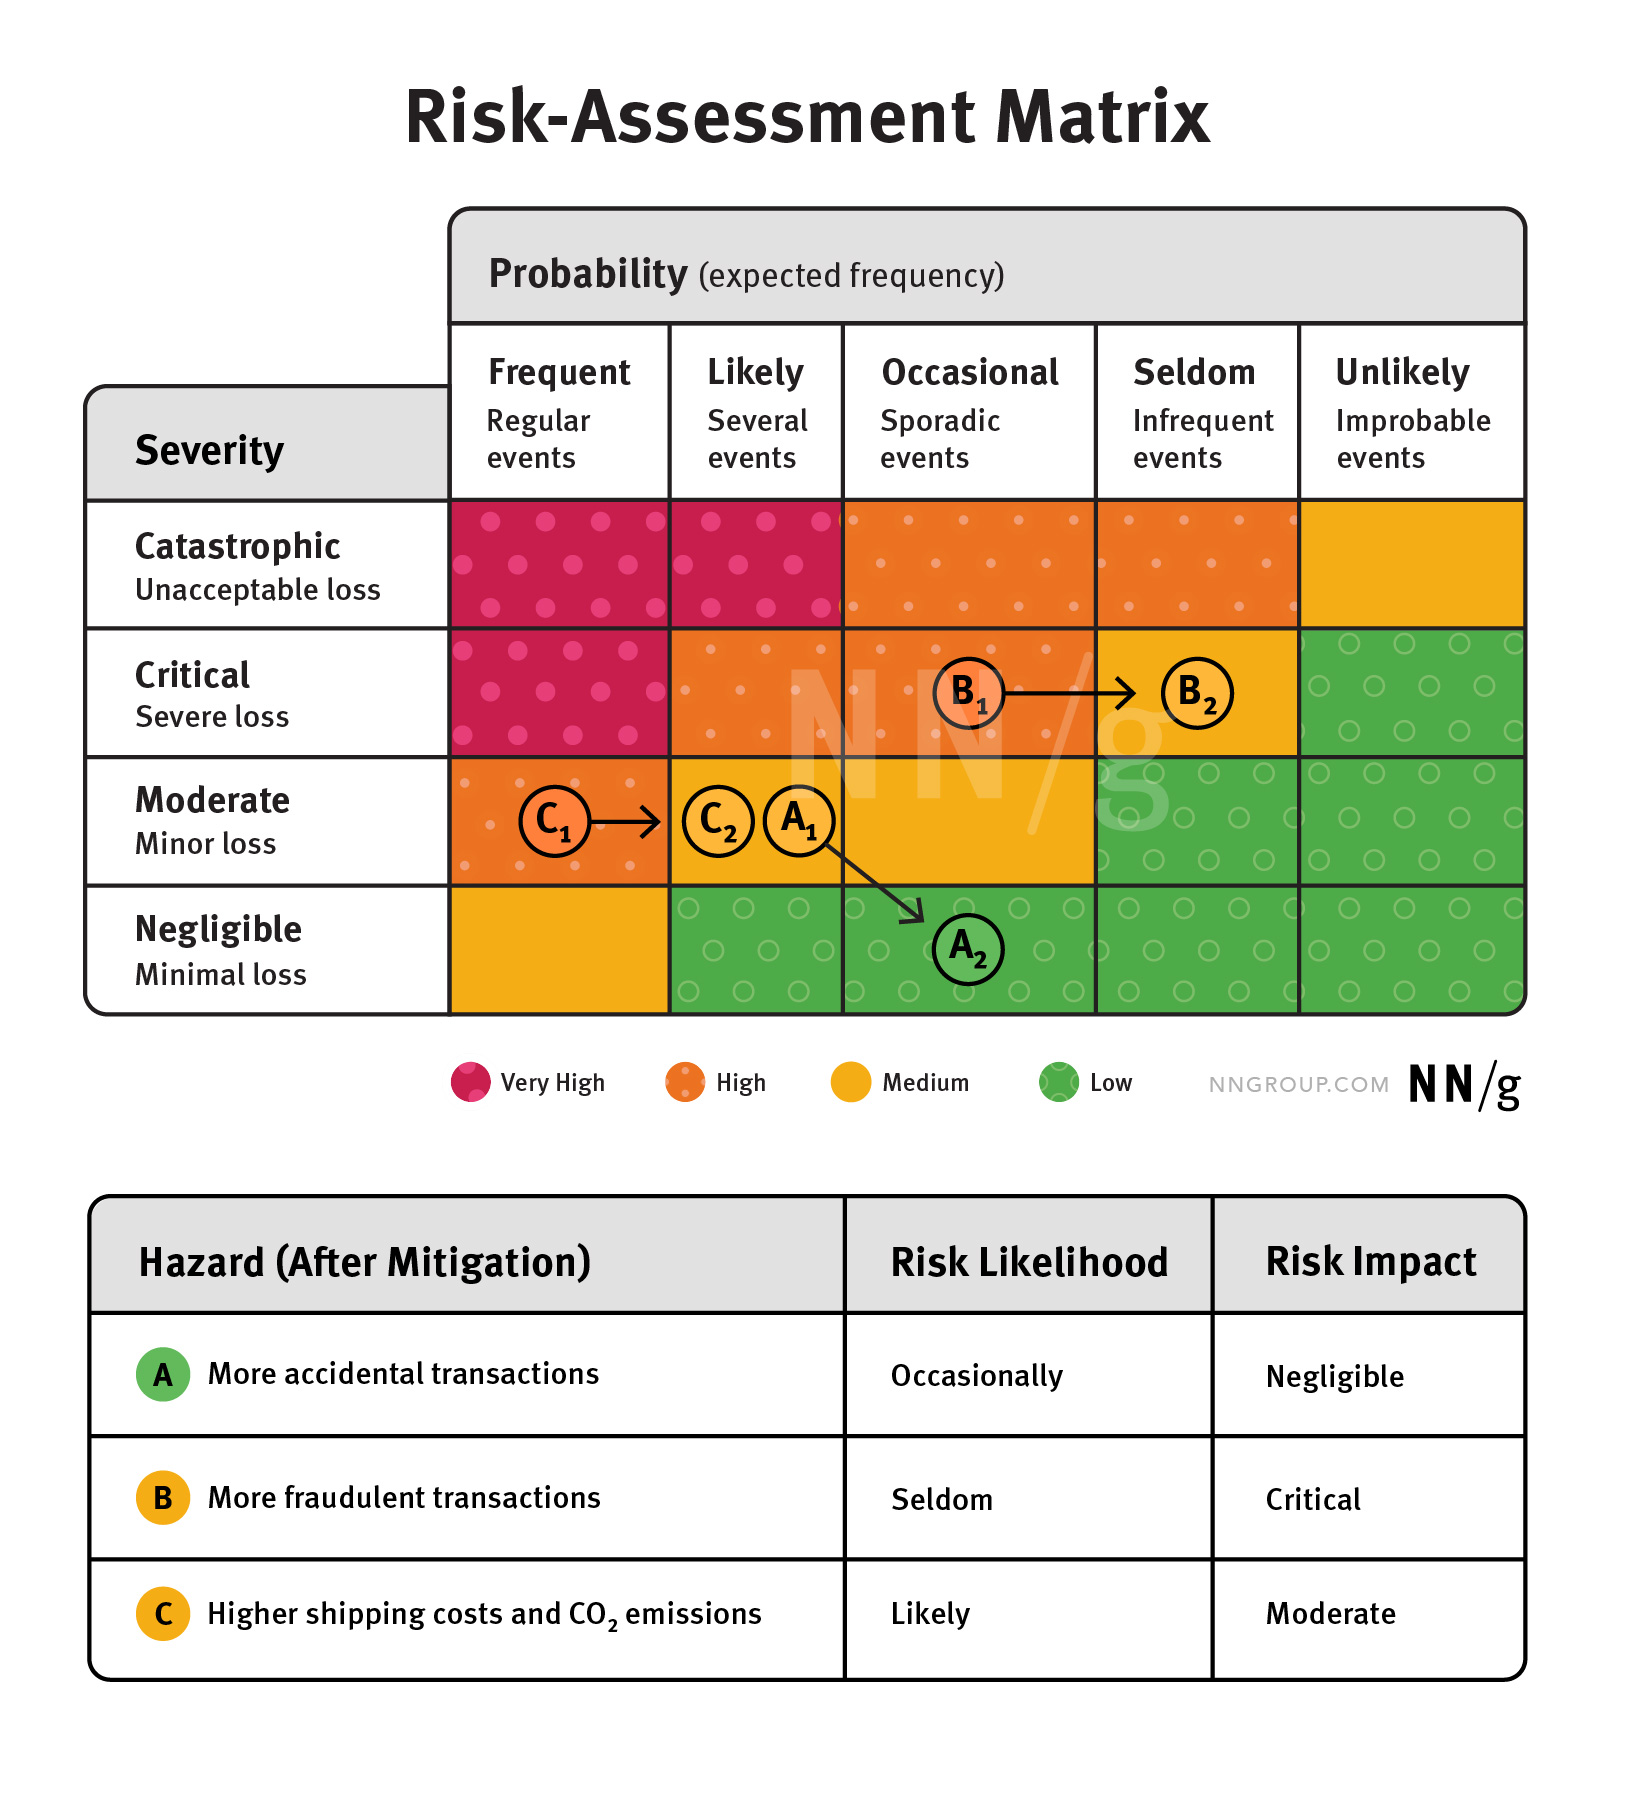 Risk-Assessment Matrix
Probability (expected frequency)
Severity
Frequent
Regular
events
Likely
Several
events
Occasional
Sporadic
events
Seldom
Infrequent
events
Unlikely
Improbable
events
Catastrophic
Unacceptable loss
Critical
Severe loss
B₁
B₂
Moderate
Minor loss
C₁
C₂
A₁
Negligible
Minimal loss
A₂
NN/g
Very High
High
Medium
Low
NNGROUP.COM NN/g
Hazard (After Mitigation) Risk Likelihood Risk Impact
A More accidental transactions Occasionally Negligible
B More fraudulent transactions Seldom Critical
C Higher shipping costs and CO₂ emissions Likely Moderate